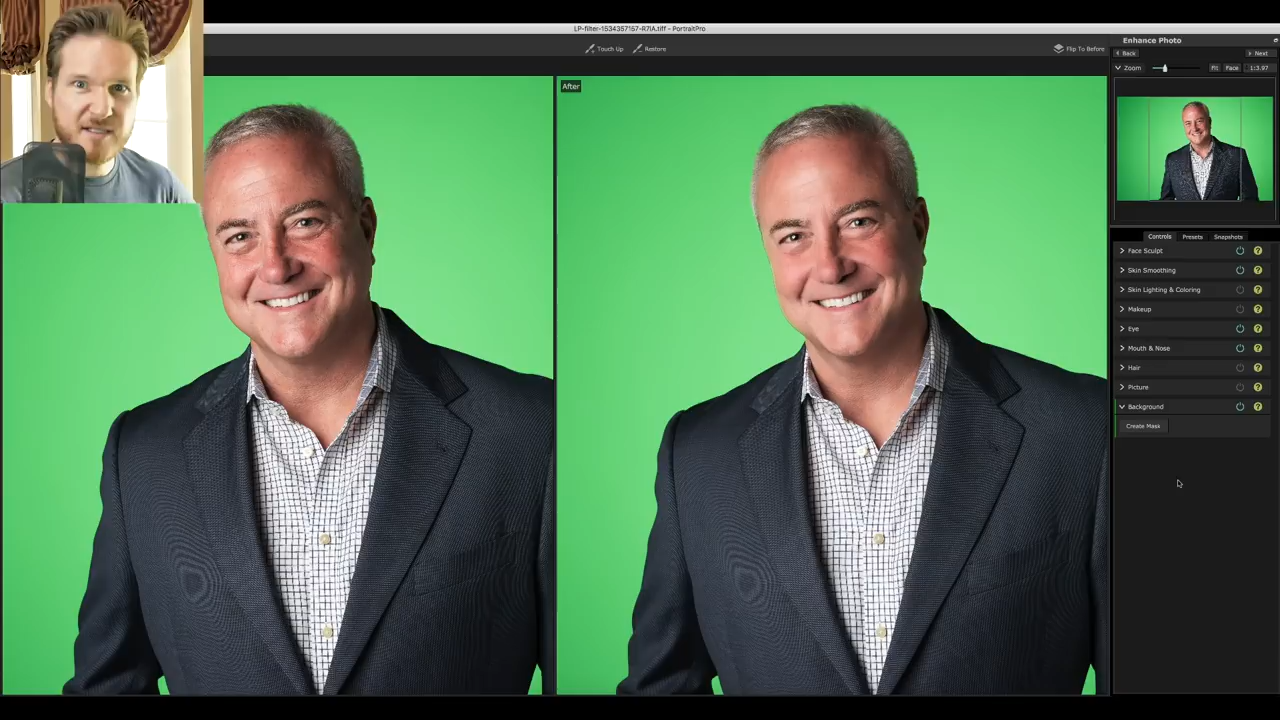 LP-filter-1534357157-R7IA.tiff - PortraitPro
Touch Up
Restore
Flip To Before
After
Enhance Photo
Back
Next
Zoom
Fit
Face
1:3.97
Controls
Presets
Snapshots
Face Sculpt
Skin Smoothing
Skin Lighting & Coloring
Makeup
Eye
Mouth & Nose
Hair
Picture
Background
Create Mask